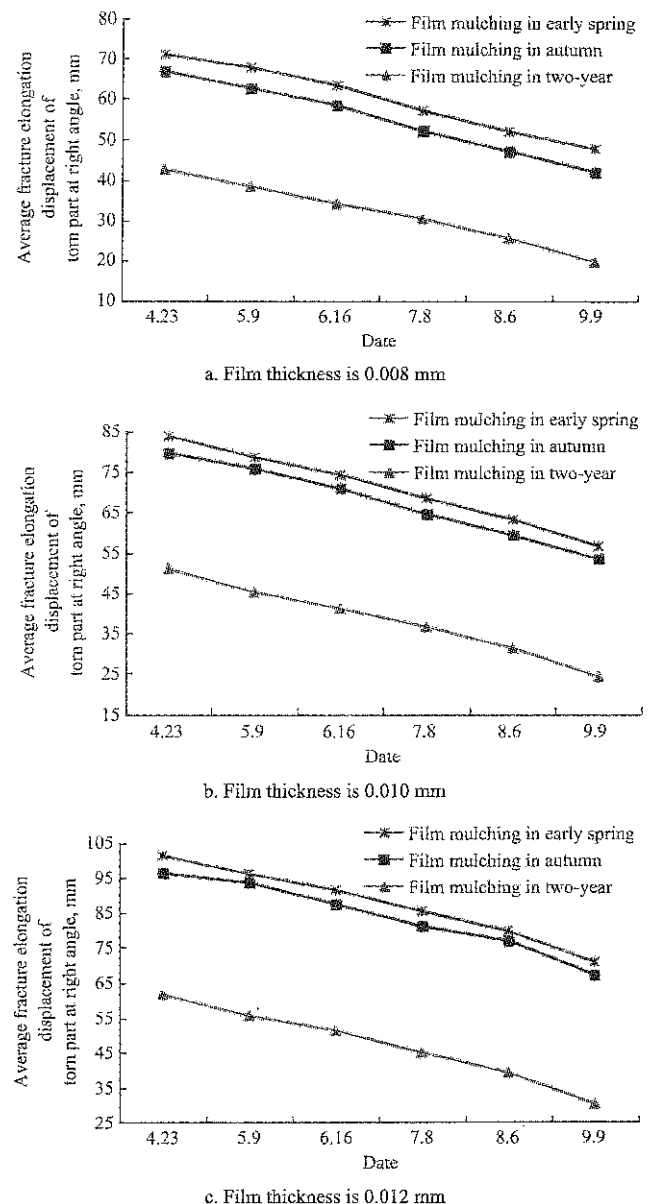 80
70
60
50
40
30
20
10
Average fracture elongation
displacement of
torn part at right angle, mm
Film mulching in early spring
Film mulching in autumn
Film mulching in two-year
4.23 5.9 6.16 7.8 8.6 9.9
Date
a. Film thickness is 0.008 mm
85
75
65
55
45
35
25
15
Average fracture elongation
displacement of
torn part at right angle, mm
Film mulching in early spring
Film mulching in autumn
Film mulching in two-year
4.23 5.9 6.16 7.8 8.6 9.9
Date
b. Film thickness is 0.010 mm
105
95
85
75
65
55
45
35
25
Average fracture elongation
displacement of
torn part at right angle, mm
Film mulching in early spring
Film mulching in autumn
Film mulching in two-year
4.23 5.9 6.16 7.8 8.6 9.9
Date
c. Film thickness is 0.012 mm